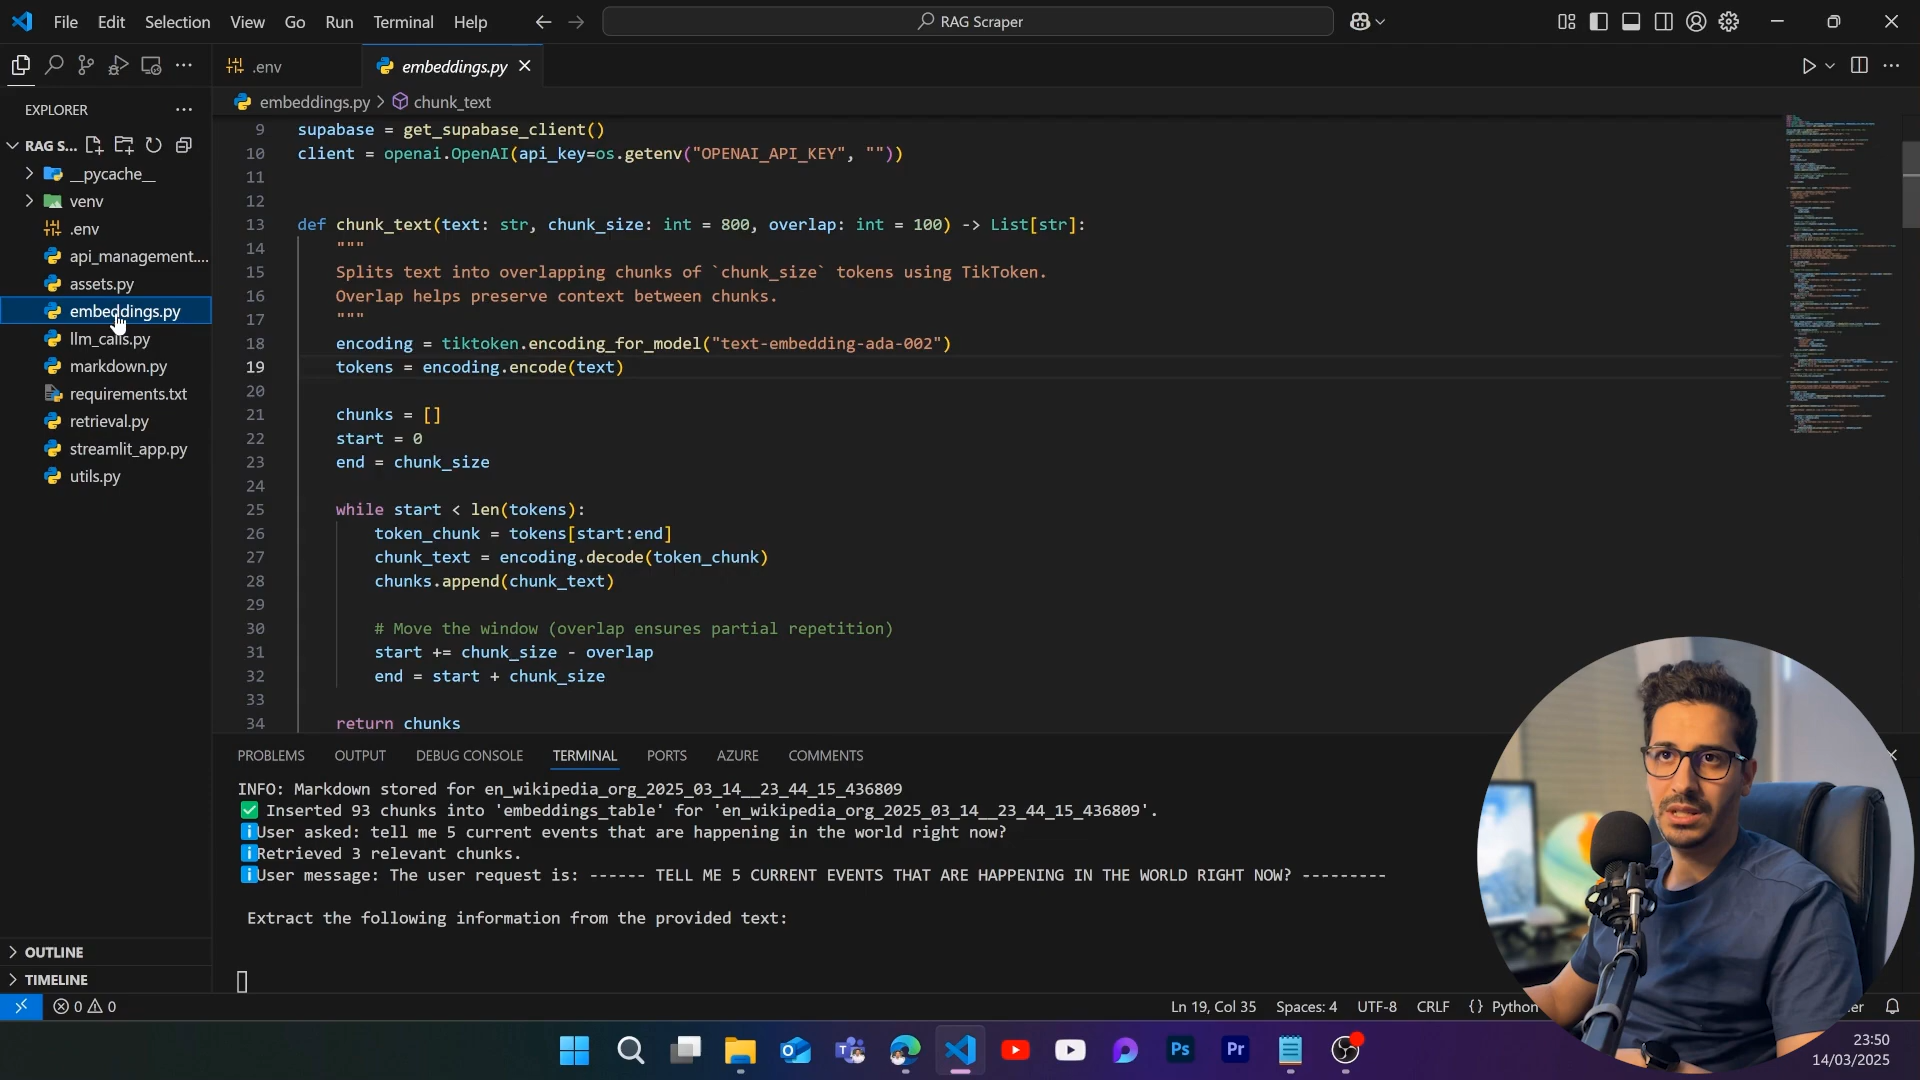 File Edit Selection View Go Run Terminal Help
RAG Scraper
.env
embeddings.py
EXPLORER
embeddings.py > chunk_text
RAG S...
__pycache__
venv
.env
api_management....
assets.py
embeddings.py
llm_calls.py
markdown.py
requirements.txt
retrieval.py
streamlit_app.py
utils.py
OUTLINE
TIMELINE
9 supabase = get_supabase_client()
10 client = openai.OpenAI(api_key=os.getenv("OPENAI_API_KEY", ""))
11
12
13 def chunk_text(text: str, chunk_size: int = 800, overlap: int = 100) -> List[str]:
14 """
15 Splits text into overlapping chunks of `chunk_size` tokens using TikToken.
16 Overlap helps preserve context between chunks.
17 """
18 encoding = tiktoken.encoding_for_model("text-embedding-ada-002")
19 tokens = encoding.encode(text)
20
21 chunks = []
22 start = 0
23 end = chunk_size
24
25 while start < len(tokens):
26 token_chunk = tokens[start:end]
27 chunk_text = encoding.decode(token_chunk)
28 chunks.append(chunk_text)
29
30 # Move the window (overlap ensures partial repetition)
31 start += chunk_size - overlap
32 end = start + chunk_size
33
34 return chunks
PROBLEMS OUTPUT DEBUG CONSOLE TERMINAL PORTS AZURE COMMENTS
INFO: Markdown stored for en_wikipedia_org_2025_03_14__23_44_15_436809
✅ Inserted 93 chunks into 'embeddings_table' for 'en_wikipedia_org_2025_03_14__23_44_15_436809'.
ℹ️User asked: tell me 5 current events that are happening in the world right now?
ℹ️Retrieved 3 relevant chunks.
ℹ️User message: The user request is: ------ TELL ME 5 CURRENT EVENTS THAT ARE HAPPENING IN THE WORLD RIGHT NOW? ---------
Extract the following information from the provided text:
0 0
Ln 19, Col 35 Spaces: 4 UTF-8 CRLF {} Python
Ps
Pr
23:50
14/03/2025